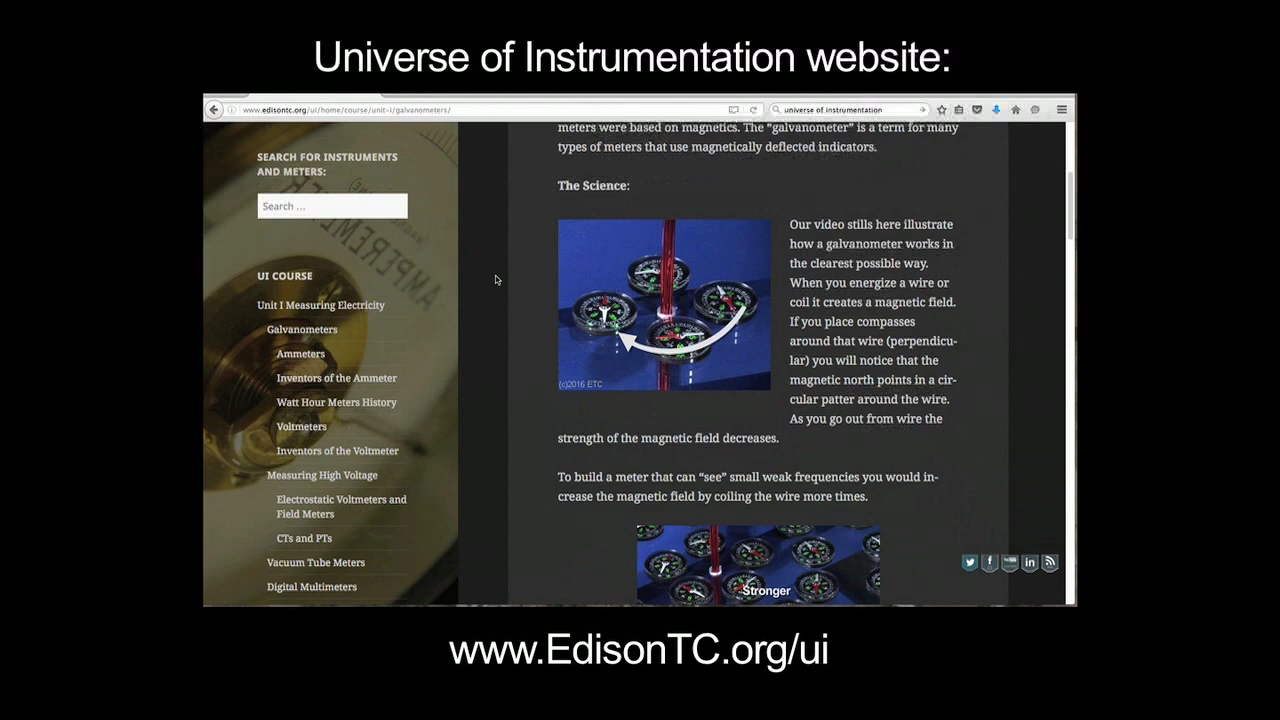 Universe of Instrumentation website:
www.edisontc.org/ui/home/course/unit-i/galvanometers/
universe of instrumentation
SEARCH FOR INSTRUMENTS
AND METERS:
Search ...
UI COURSE
Unit I Measuring Electricity
Galvanometers
Ammeters
Inventors of the Ammeter
Watt Hour Meters History
Voltmeters
Inventors of the Voltmeter
Measuring High Voltage
Electrostatic Voltmeters and
Field Meters
CTs and PTs
Vacuum Tube Meters
Digital Multimeters
AMPEREMETER
meters were based on magnetics. The “galvanometer” is a term for many
types of meters that use magnetically deflected indicators.
The Science:
(c)2016 ETC
Our video stills here illustrate
how a galvanometer works in
the clearest possible way.
When you energize a wire or
coil it creates a magnetic field.
If you place compasses
around that wire (perpendicu-
lar) you will notice that the
magnetic north points in a cir-
cular patter around the wire.
As you go out from wire the
strength of the magnetic field decreases.
To build a meter that can “see” small weak frequencies you would in-
crease the magnetic field by coiling the wire more times.
Stronger
www.EdisonTC.org/ui